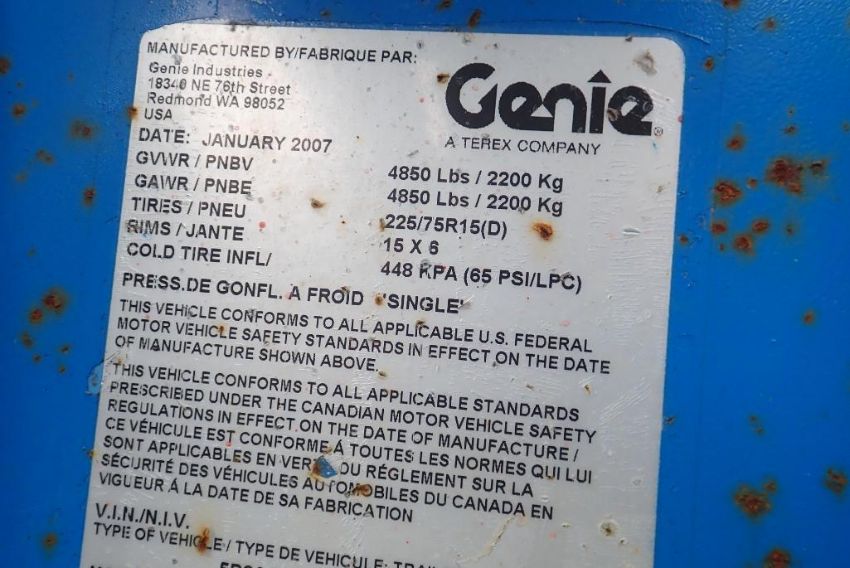 MANUFACTURED BY/FABRIQUE PAR:
Genie Industries
18340 NE 76th Street
Redmond WA 98052
USA
Genie®
A TEREX COMPANY
DATE: JANUARY 2007
GVWR / PNBV 4850 Lbs / 2200 Kg
GAWR / PNBE 4850 Lbs / 2200 Kg
TIRES / PNEU 225/75R15(D)
RIMS / JANTE 15 X 6
COLD TIRE INFL/ 448 KPA (65 PSI/LPC)
PRESS.DE GONFL. A FROID "SINGLE"
THIS VEHICLE CONFORMS TO ALL APPLICABLE U.S. FEDERAL
MOTOR VEHICLE SAFETY STANDARDS IN EFFECT ON THE DATE
OF MANUFACTURE SHOWN ABOVE.
THIS VEHICLE CONFORMS TO ALL APPLICABLE STANDARDS
PRESCRIBED UNDER THE CANADIAN MOTOR VEHICLE SAFETY
REGULATIONS IN EFFECT ON THE DATE OF MANUFACTURE /
CE VÉHICULE EST CONFORME À TOUTES LES NORMES QUI LUI
SONT APPLICABLES EN VERTU DU RÉGLEMENT SUR LA
SÉCURITÉ DES VÉHICULES AUTOMOBILES DU CANADA EN
VIGUEUR À LA DATE DE SA FABRICATION
V.I.N./N.I.V.
TYPE OF VEHICLE / TYPE DE VEHICULE: